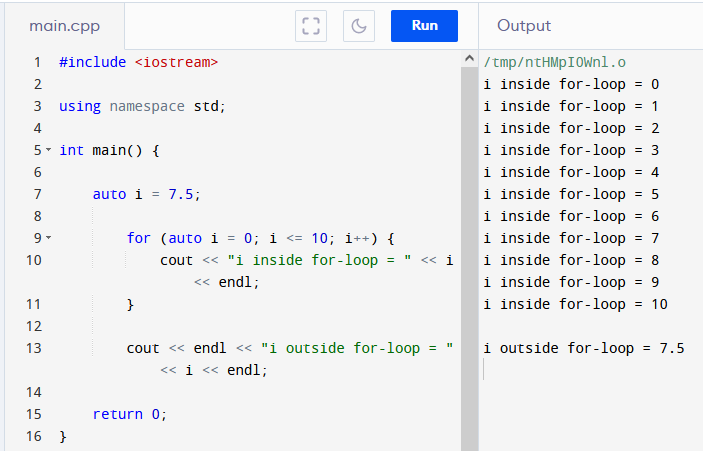 main.cpp
Run
Output
1 #include <iostream>
2
3 using namespace std;
4
5 int main() {
6
7 auto i = 7.5;
8
9 for (auto i = 0; i <= 10; i++) {
10 cout << "i inside for-loop = " << i
<< endl;
11 }
12
13 cout << endl << "i outside for-loop = "
<< i << endl;
14
15 return 0;
16 }
/tmp/ntHMpIOWnl.o
i inside for-loop = 0
i inside for-loop = 1
i inside for-loop = 2
i inside for-loop = 3
i inside for-loop = 4
i inside for-loop = 5
i inside for-loop = 6
i inside for-loop = 7
i inside for-loop = 8
i inside for-loop = 9
i inside for-loop = 10
i outside for-loop = 7.5